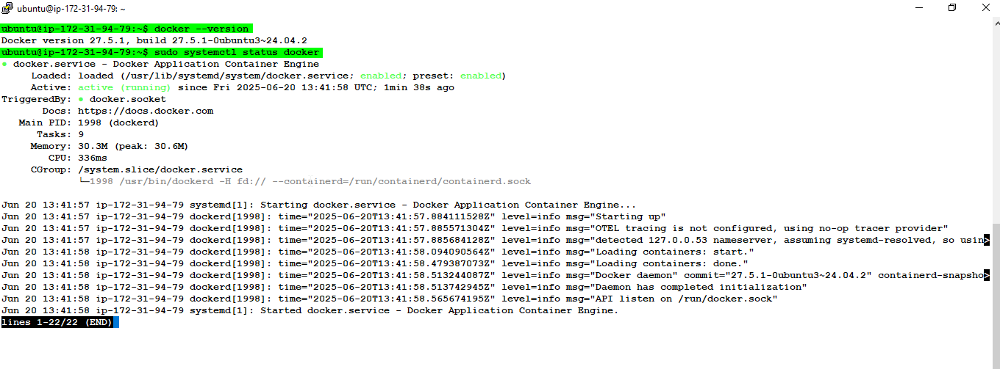 ubuntu@ip-172-31-94-79: ~
ubuntu@ip-172-31-94-79:~$ docker --version
Docker version 27.5.1, build 27.5.1-0ubuntu3~24.04.2
ubuntu@ip-172-31-94-79:~$ sudo systemctl status docker
● docker.service - Docker Application Container Engine
     Loaded: loaded (/usr/lib/systemd/system/docker.service; enabled; preset: enabled)
     Active: active (running) since Fri 2025-06-20 13:41:58 UTC; 1min 38s ago
TriggeredBy: ● docker.socket
       Docs: https://docs.docker.com
   Main PID: 1998 (dockerd)
      Tasks: 9
     Memory: 30.3M (peak: 30.6M)
        CPU: 336ms
     CGroup: /system.slice/docker.service
             └─1998 /usr/bin/dockerd -H fd:// --containerd=/run/containerd/containerd.sock
Jun 20 13:41:57 ip-172-31-94-79 systemd[1]: Starting docker.service - Docker Application Container Engine...
Jun 20 13:41:57 ip-172-31-94-79 dockerd[1998]: time="2025-06-20T13:41:57.884111528Z" level=info msg="Starting up"
Jun 20 13:41:57 ip-172-31-94-79 dockerd[1998]: time="2025-06-20T13:41:57.885571304Z" level=info msg="OTEL tracing is not configured, using no-op tracer provider"
Jun 20 13:41:57 ip-172-31-94-79 dockerd[1998]: time="2025-06-20T13:41:57.885684128Z" level=info msg="detected 127.0.0.53 nameserver, assuming systemd-resolved, so usin>
Jun 20 13:41:58 ip-172-31-94-79 dockerd[1998]: time="2025-06-20T13:41:58.094090564Z" level=info msg="Loading containers: start."
Jun 20 13:41:58 ip-172-31-94-79 dockerd[1998]: time="2025-06-20T13:41:58.479387073Z" level=info msg="Loading containers: done."
Jun 20 13:41:58 ip-172-31-94-79 dockerd[1998]: time="2025-06-20T13:41:58.513244087Z" level=info msg="Docker daemon" commit="27.5.1-0ubuntu3~24.04.2" containerd-snapsho>
Jun 20 13:41:58 ip-172-31-94-79 dockerd[1998]: time="2025-06-20T13:41:58.513742945Z" level=info msg="Daemon has completed initialization"
Jun 20 13:41:58 ip-172-31-94-79 dockerd[1998]: time="2025-06-20T13:41:58.565674195Z" level=info msg="API listen on /run/docker.sock"
Jun 20 13:41:58 ip-172-31-94-79 systemd[1]: Started docker.service - Docker Application Container Engine.
lines 1-22/22 (END)